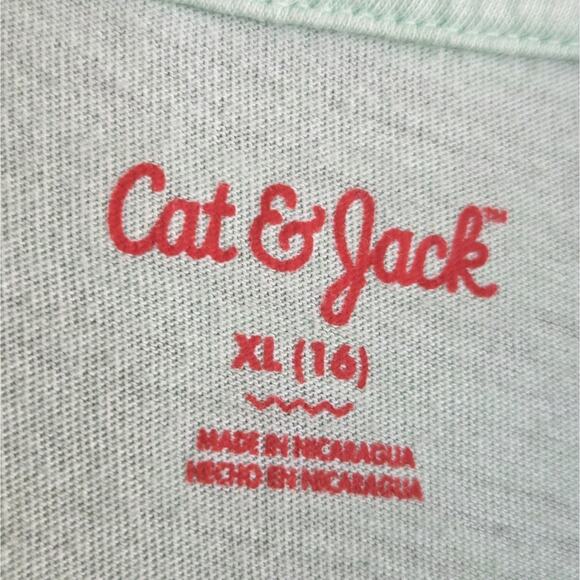 Cat & Jack™
XL (16)
MADE IN NICARAGUA
HECHO EN NICARAGUA